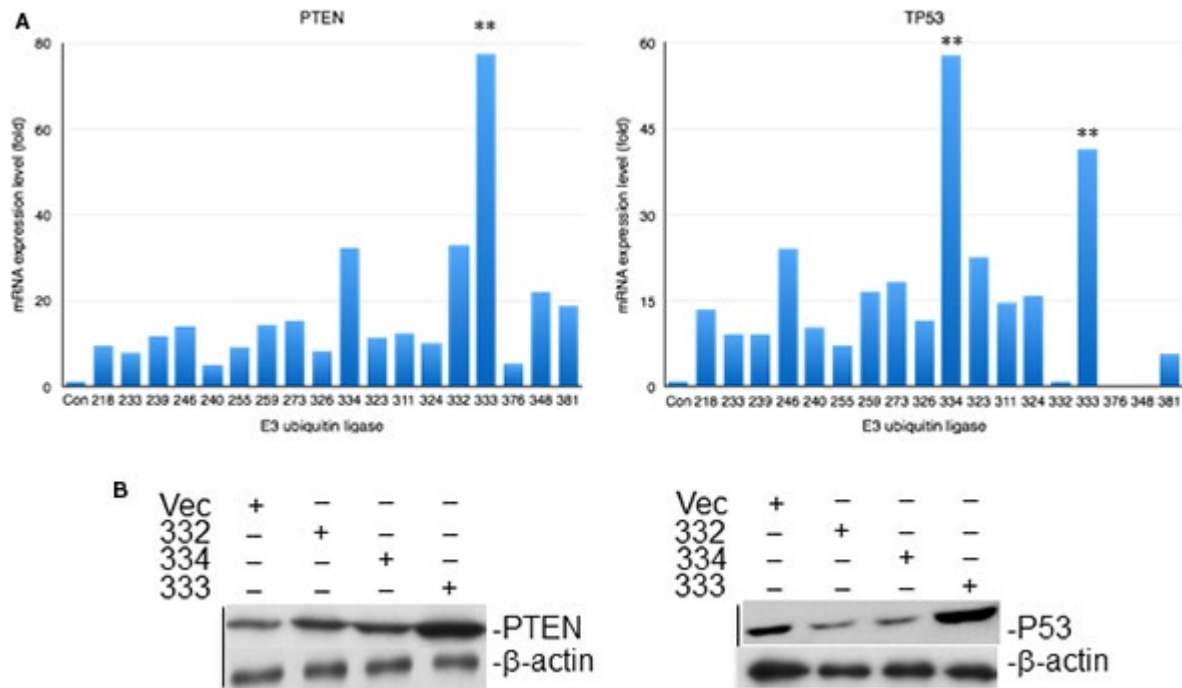 A
PTEN
**
mRNA expression level (fold)
80
60
40
20
0
Con 218 233 239 246 240 255 259 273 326 334 323 311 324 332 333 376 348 381
E3 ubiquitin ligase
TP53
**
**
mRNA expression level (fold)
60
45
30
15
0
Con 218 233 239 246 240 255 259 273 326 334 323 311 324 332 333 376 348 381
E3 ubiquitin ligase
B
Vec + – – –
332 – + – –
334 – – + –
333 – – – +
-PTEN
-β-actin
Vec + – – –
332 – + – –
334 – – + –
333 – – – +
-P53
-β-actin